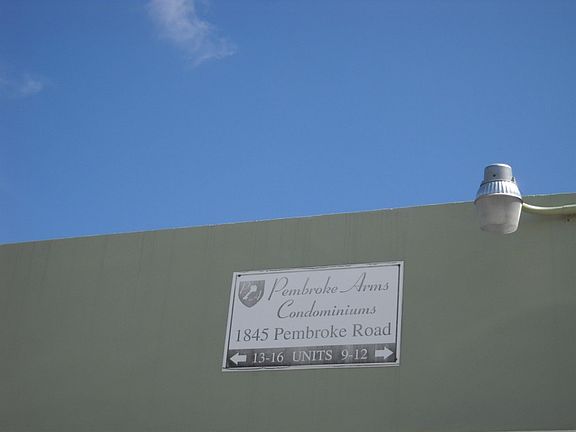 Pembroke Arms
Condominiums
1845 Pembroke Road
13-16 UNITS 9-12